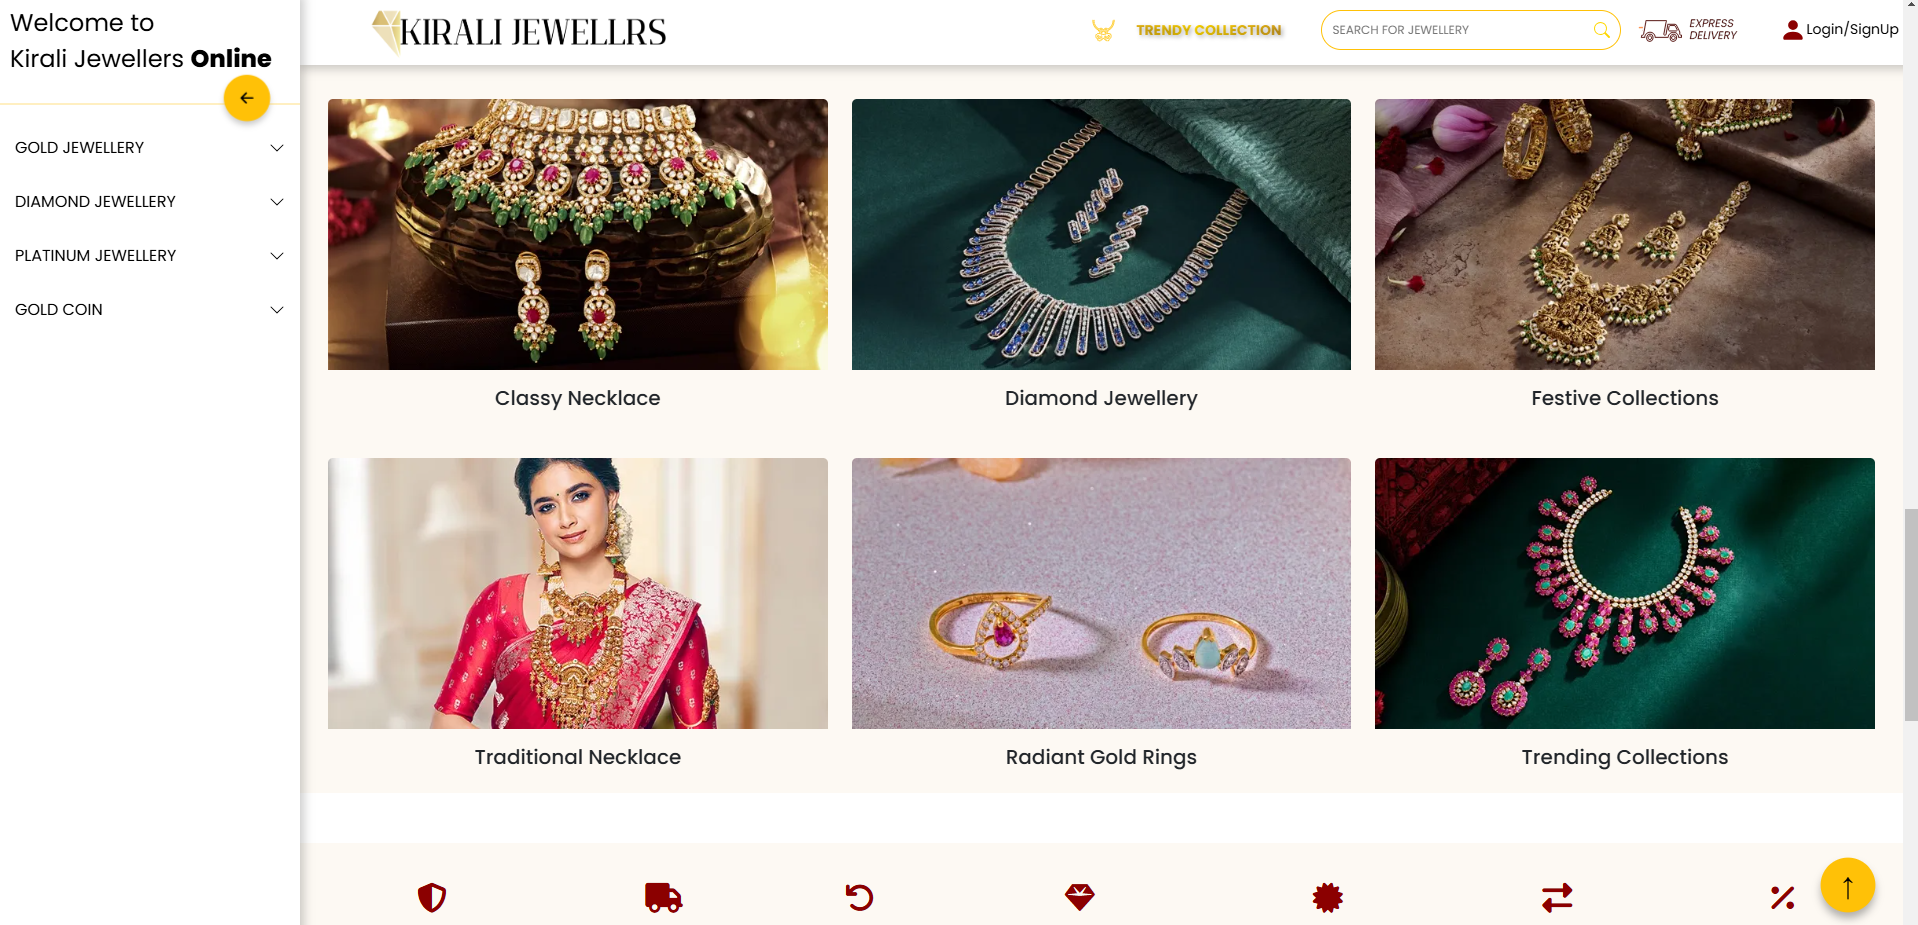 Welcome to
Kirali Jewellers Online
GOLD JEWELLERY
DIAMOND JEWELLERY
PLATINUM JEWELLERY
GOLD COIN
KIRALI JEWELLRS
TRENDY COLLECTION
SEARCH FOR JEWELLERY
EXPRESS
DELIVERY
Login/SignUp
Classy Necklace
Diamond Jewellery
Festive Collections
Traditional Necklace
Radiant Gold Rings
Trending Collections